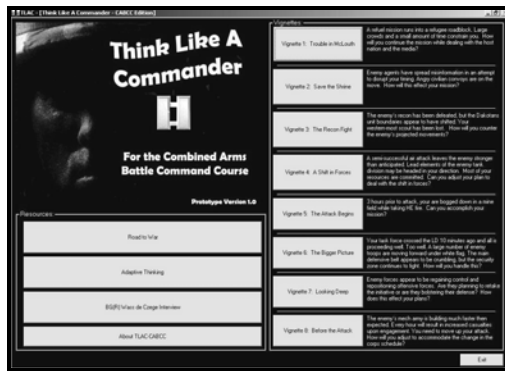 TLAC - [Think Like A Commander - CABCC Edition]
Think Like A
Commander
For the Combined Arms
Battle Command Course
Prototype Version 1.0
Resources
Road to War
Adaptive Thinking
BG(R) Wass de Czege Interview
About TLAC-CABCC
Vignettes
Vignette 1: Trouble in McLouth
A refuel mission runs into a refugee roadblock. Large
crowds and a small amount of time constrain you. How
will you continue the mission while dealing with the host
nation and the media?
Vignette 2: Save the Shrine
Enemy agents have spread misinformation in an attempt
to disrupt your timing. Angry civilian convoys are on the
move. How will this effect your mission?
Vignette 3: The Recon Fight
The enemy's recon has been defeated, but the Dakotans
unit boundaries appear to have shifted. Your
western most scout has been lost. How will you counter
the enemy's projected movements?
Vignette 4: A Shift in Forces
A semi-successful air attack leaves the enemy stronger
than anticipated. Lead elements of the enemy tank
division may be headed in your direction. Most of your
resources are committed. Can you adjust your plan to
deal with the shift in forces?
Vignette 5: The Attack Begins
3 hours prior to attack, your are bogged down in a mine
field while taking HE fire. Can you accomplish your
mission?
Vignette 6: The Bigger Picture
Your task force crossed the LD 10 minutes ago and all is
proceeding well. Too well. A large number of enemy
troops are moving forward under white flag. The main
defensive belt appears to be crumbling, but the security
zone continues to fight. How will you handle this?
Vignette 7: Looking Deep
Enemy forces appear to be regaining control and
repositioning offensive forces. Are they planning to retake
the initiative or are they bolstering their defense? How
does this effect your plans?
Vignette 8: Before the Attack
The enemy's mech army is building much faster then
expected. Every hour will result in increased casualties
upon engagement. You need to move up your attack.
How will you adjust to accommodate the change in the
corps schedule?
Exit